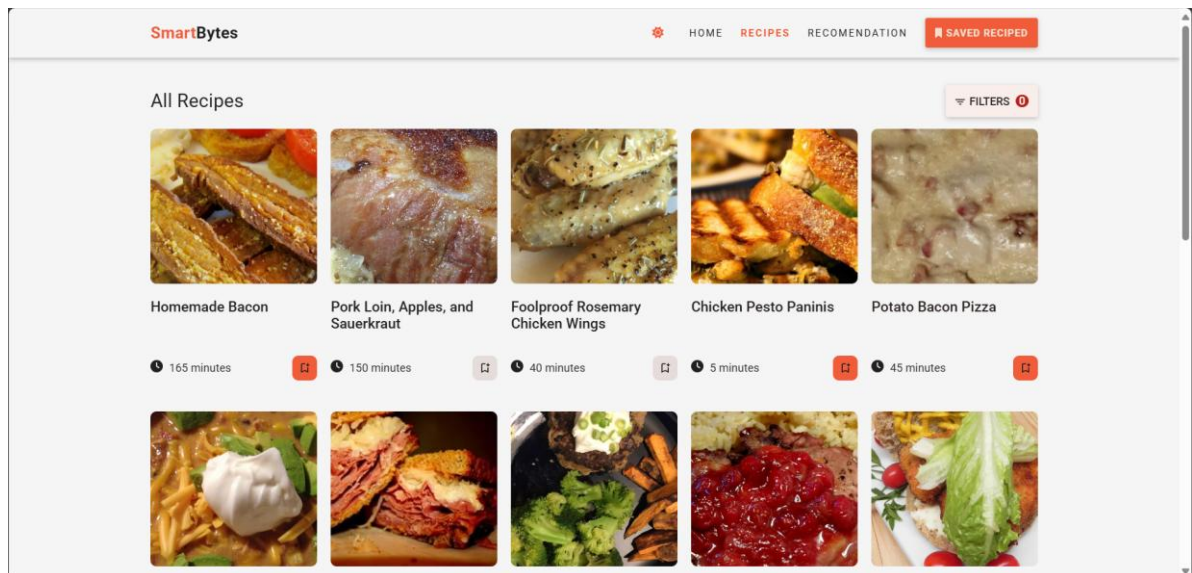 SmartBytes
HOME RECIPES RECOMENDATION SAVED RECIPED
All Recipes
FILTERS 0
Homemade Bacon
Pork Loin, Apples, and
Sauerkraut
Foolproof Rosemary
Chicken Wings
Chicken Pesto Paninis
Potato Bacon Pizza
165 minutes
150 minutes
40 minutes
5 minutes
45 minutes